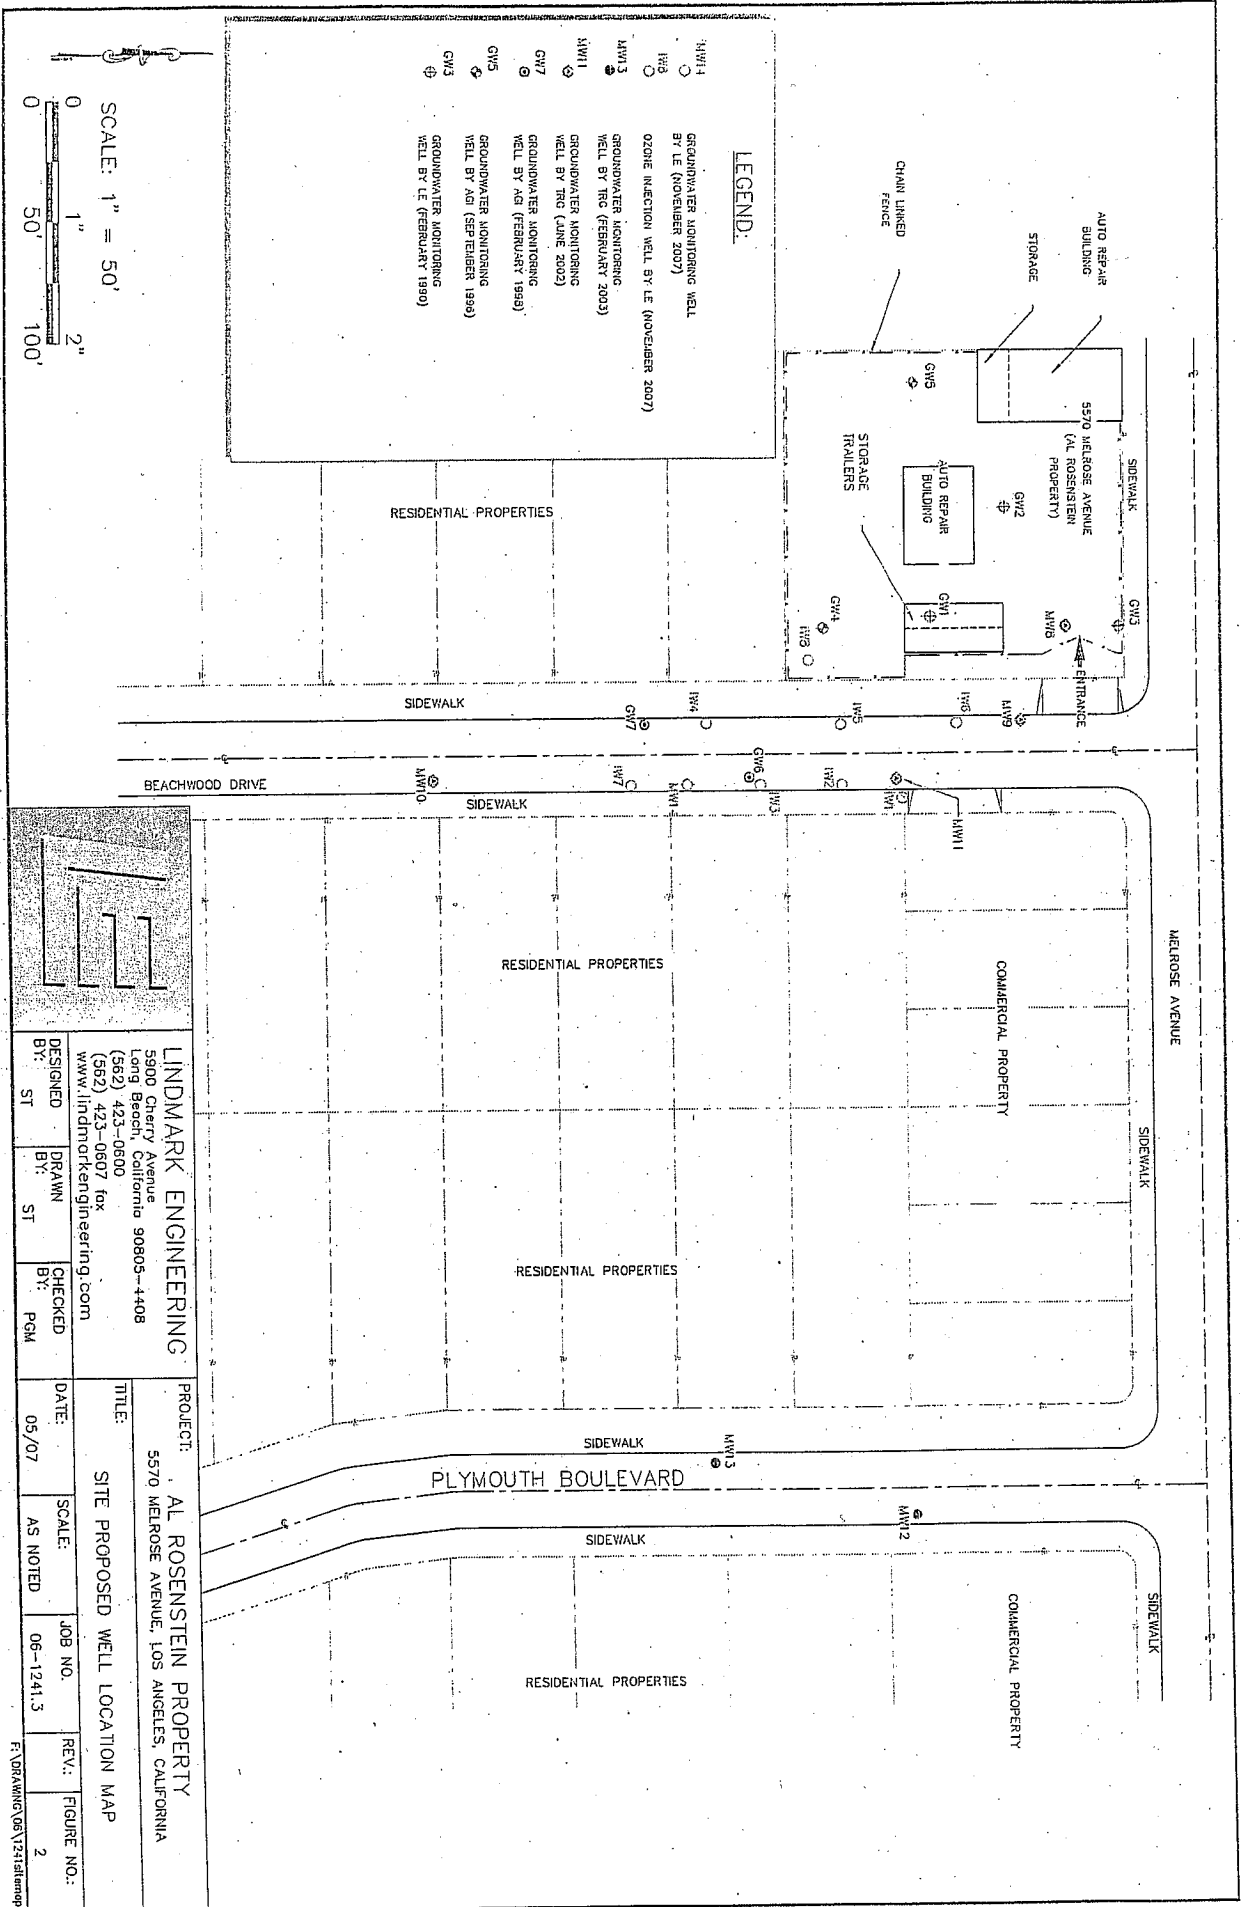 MELROSE AVENUE
SIDEWALK
SIDEWALK
SIDEWALK
AUTO REPAIR
BUILDING
STORAGE
CHAIN LINKED
FENCE
5570 MELROSE AVENUE
(AL ROSENSTEIN
PROPERTY)
GW5
GW2
GW3
MW8
ENTRANCE
AUTO REPAIR
BUILDING
STORAGE
TRAILERS
GW1
GW4
IW8
IW6
MW9
IW5
IW4
GW7
SIDEWALK
RESIDENTIAL PROPERTIES
BEACHWOOD DRIVE
MW10
IW7
MW1
GW6
IW3
IW2
IW1
MW11
SIDEWALK
COMMERCIAL PROPERTY
RESIDENTIAL PROPERTIES
RESIDENTIAL PROPERTIES
SIDEWALK
MW13
PLYMOUTH BOULEVARD
MW12
SIDEWALK
COMMERCIAL PROPERTY
RESIDENTIAL PROPERTIES
LEGEND:
MW14
GROUNDWATER MONITORING WELL
BY LE (NOVEMBER 2007)
IW8
OZONE INJECTION WELL BY LE (NOVEMBER 2007)
MW13
GROUNDWATER MONITORING
WELL BY TRG (FEBRUARY 2003)
MW11
GROUNDWATER MONITORING
WELL BY TRG (JUNE 2002)
GW7
GROUNDWATER MONITORING
WELL BY AGI (FEBRUARY 1998)
GW5
GROUNDWATER MONITORING
WELL BY AGI (SEPTEMBER 1996)
GW3
GROUNDWATER MONITORING
WELL BY LE (FEBRUARY 1990)
SCALE: 1" = 50'
0 1" 2"
0 50' 100'
LINDMARK ENGINEERING
5900 Cherry Avenue
Long Beach, California 90805-4408
(562) 423-0600
(562) 423-0607 fax
www.lindmarkengineering.com
DESIGNED BY: ST
DRAWN BY: ST
CHECKED BY: PGM
PROJECT: AL ROSENSTEIN PROPERTY
5570 MELROSE AVENUE, LOS ANGELES, CALIFORNIA
TITLE: SITE PROPOSED WELL LOCATION MAP
DATE: 05/07
SCALE: AS NOTED
JOB NO. 06-1241.3
REV.:
FIGURE NO.: 2
F:\DRAWING\06\1241sitemap